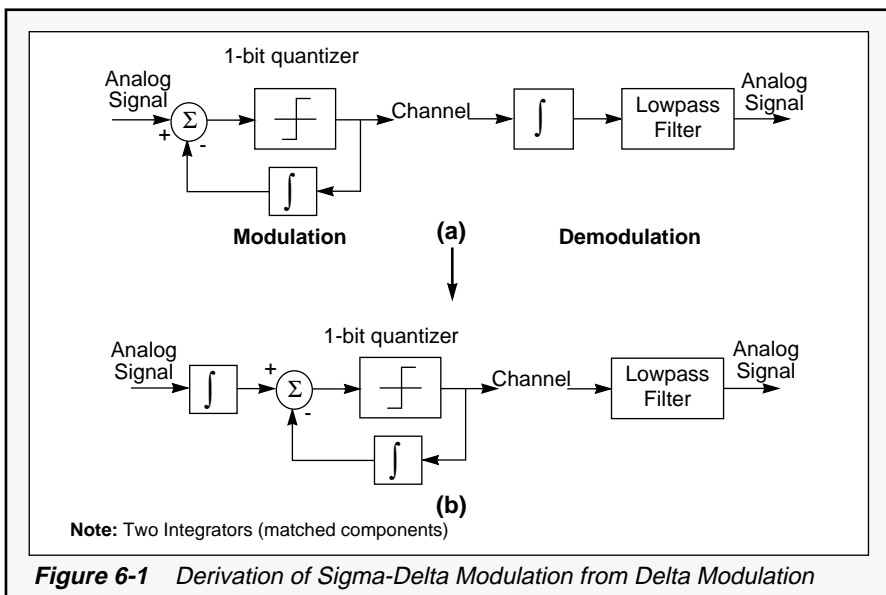 1-bit quantizer
Analog
Signal
Σ
+
-
∫
Channel
∫
Lowpass
Filter
Analog
Signal
Modulation
(a)
Demodulation
1-bit quantizer
Analog
Signal
∫
+
Σ
-
∫
Channel
Lowpass
Filter
Analog
Signal
(b)
Note: Two Integrators (matched components)
Figure 6-1 Derivation of Sigma-Delta Modulation from Delta Modulation